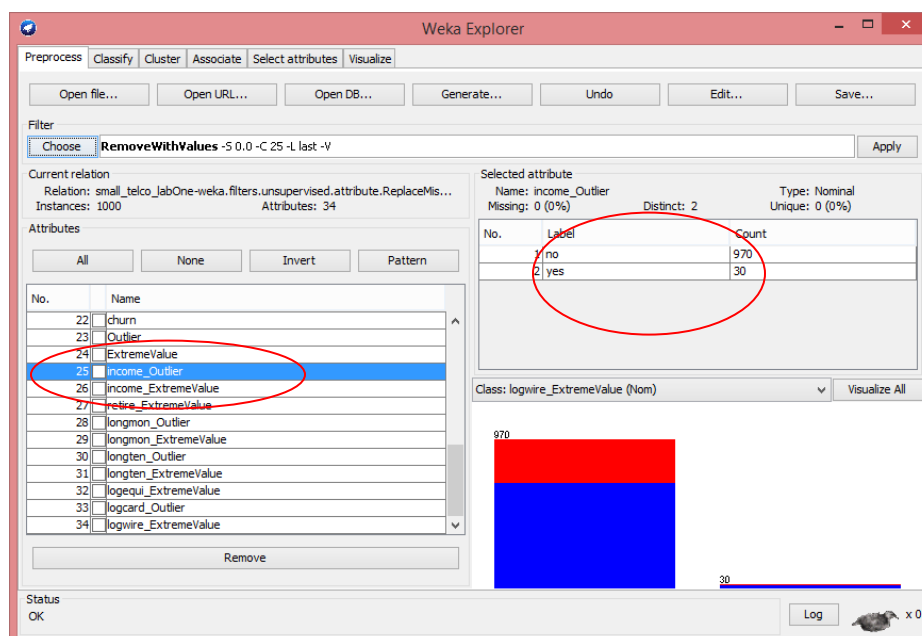 Weka Explorer
Preprocess Classify Cluster Associate Select attributes Visualize
Open file... Open URL... Open DB... Generate... Undo Edit... Save...
Filter
Choose RemoveWithValues -S 0.0 -C 25 -L last -V Apply
Current relation
Relation: small_telco_labOne-weka.filters.unsupervised.attribute.ReplaceMis...
Instances: 1000 Attributes: 34
Selected attribute
Name: income_Outlier Type: Nominal
Missing: 0 (0%) Distinct: 2 Unique: 0 (0%)
No. Label Count
1 no 970
2 yes 30
Attributes
All None Invert Pattern
No. Name
22 churn
23 Outlier
24 ExtremeValue
25 income_Outlier
26 income_ExtremeValue
27 retire_ExtremeValue
28 longmon_Outlier
29 longmon_ExtremeValue
30 longten_Outlier
31 longten_ExtremeValue
32 logequi_ExtremeValue
33 logcard_Outlier
34 logwire_ExtremeValue
Remove
Class: logwire_ExtremeValue (Nom) Visualize All
970
30
Status
OK
Log x 0